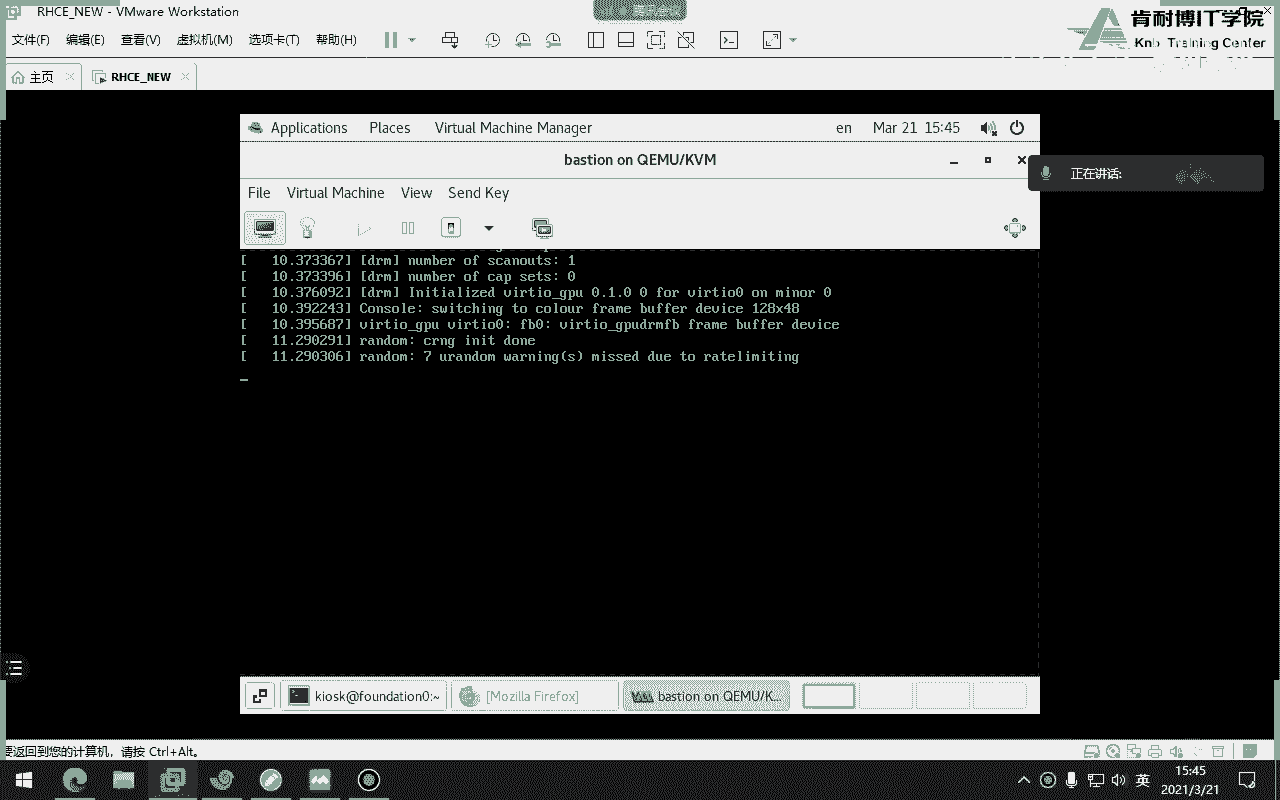 RHCE_NEW - VMware Workstation
文件(F) 编辑(E) 查看(V) 虚拟机(M) 选项卡(T) 帮助(H)
肯耐博IT学院
Knb Training Center
主页 RHCE_NEW
Applications Places Virtual Machine Manager en Mar 21 15:45
bastion on QEMU/KVM
正在讲话:
File Virtual Machine View Send Key
[ 10.373367] [drm] number of scanouts: 1
[ 10.373396] [drm] number of cap sets: 0
[ 10.376092] [drm] Initialized virtio_gpu 0.1.0 0 for virtio0 on minor 0
[ 10.392243] Console: switching to colour frame buffer device 128x48
[ 10.395687] virtio_gpu virtio0: fb0: virtio_gpudrmfb frame buffer device
[ 11.290291] random: crng init done
[ 11.290306] random: 7 urandom warning(s) missed due to ratelimiting
kiosk@foundation0:~ [Mozilla Firefox] bastion on QEMU/K...
要返回到您的计算机，请按 Ctrl+Alt。
英 15:45
2021/3/21